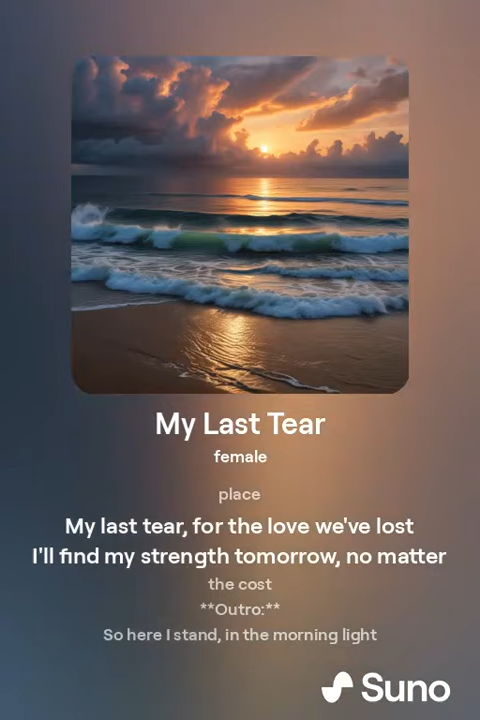 My Last Tear
female
place
My last tear, for the love we've lost
I'll find my strength tomorrow, no matter
the cost
**Outro:**
So here I stand, in the morning light
Suno